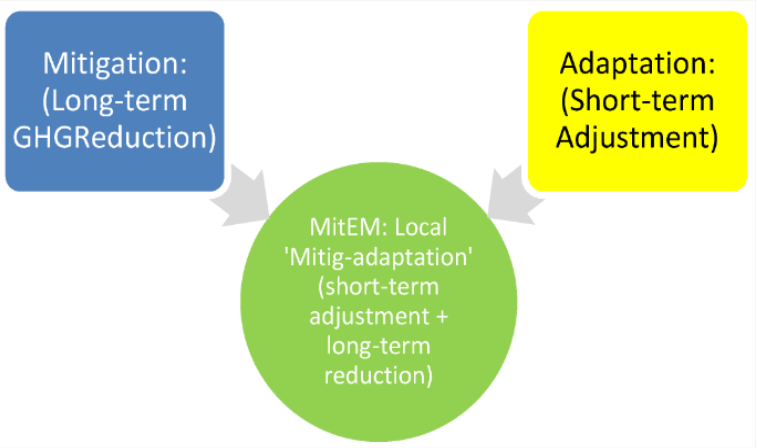 Mitigation:
(Long-term
GHGReduction)
Adaptation:
(Short-term
Adjustment)
MitEM: Local
'Mitig-adaptation'
(short-term
adjustment +
long-term
reduction)